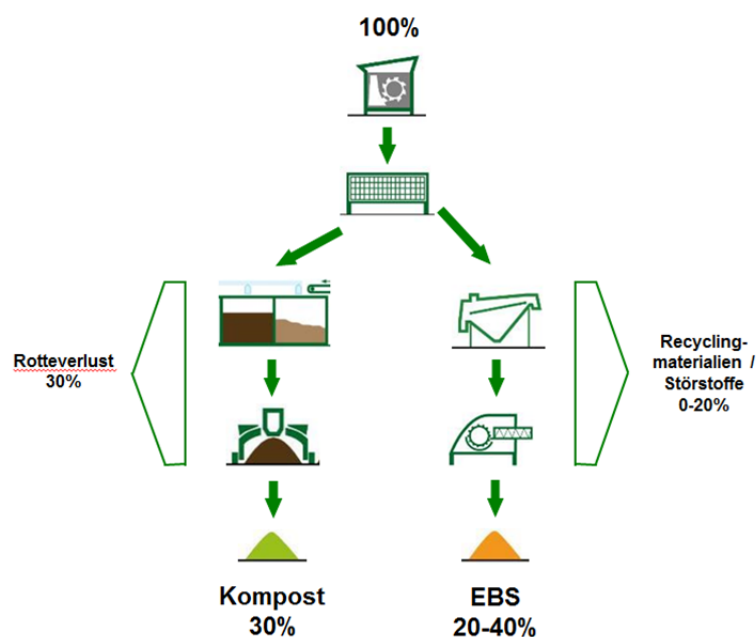 100%
Rotteverlust
30%
Recycling-
materialien /
Störstoffe
0-20%
Kompost
30%
EBS
20-40%